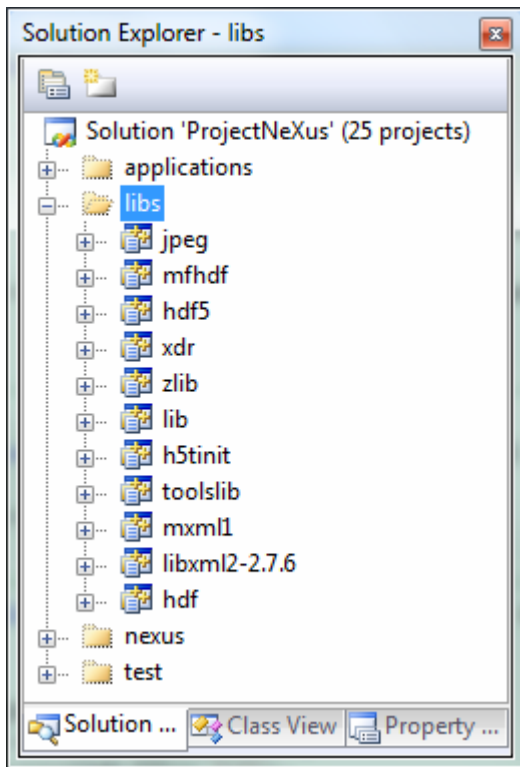 Solution Explorer - libs
Solution 'ProjectNeXus' (25 projects)
applications
libs
jpeg
mfhdf
hdf5
xdr
zlib
lib
h5tinit
toolslib
mxml1
libxml2-2.7.6
hdf
nexus
test
Solution ... Class View Property ...